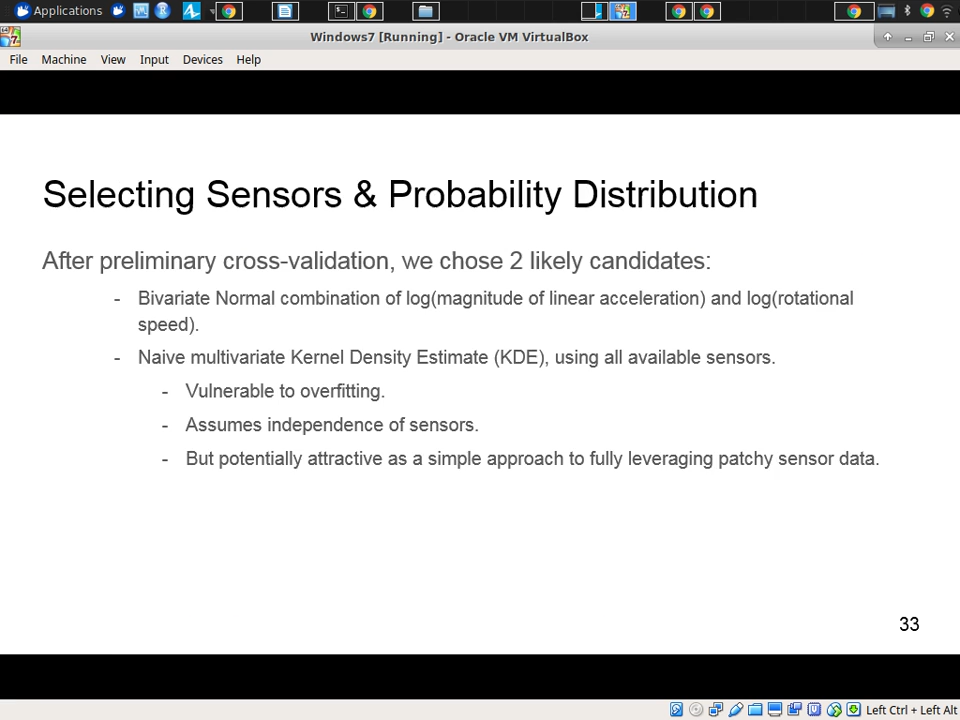 Applications
Windows7 [Running] - Oracle VM VirtualBox
File Machine View Input Devices Help
Selecting Sensors & Probability Distribution
After preliminary cross-validation, we chose 2 likely candidates:
- Bivariate Normal combination of log(magnitude of linear acceleration) and log(rotational
speed).
- Naive multivariate Kernel Density Estimate (KDE), using all available sensors.
- Vulnerable to overfitting.
- Assumes independence of sensors.
- But potentially attractive as a simple approach to fully leveraging patchy sensor data.
33
Left Ctrl + Left Alt